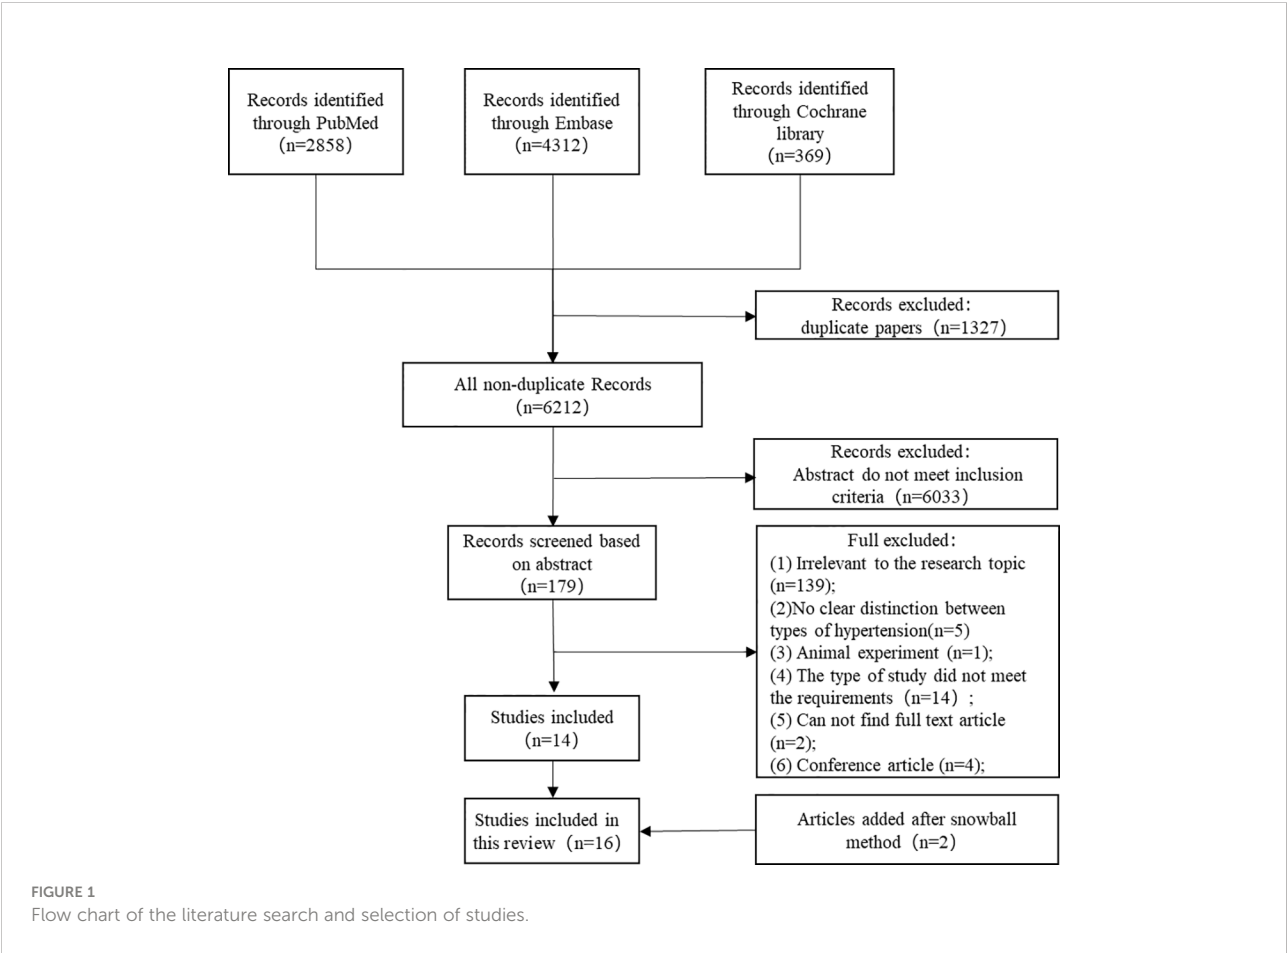 Records identified
through PubMed
(n=2858)
Records identified
through Embase
(n=4312)
Records identified
through Cochrane
library
(n=369)
Records excluded:
duplicate papers (n=1327)
All non-duplicate Records
(n=6212)
Records excluded:
Abstract do not meet inclusion
criteria (n=6033)
Records screened based
on abstract
(n=179)
Full excluded:
(1) Irrelevant to the research topic
(n=139);
(2)No clear distinction between
types of hypertension(n=5)
(3) Animal experiment (n=1);
(4) The type of study did not meet
the requirements (n=14) ;
(5) Can not find full text article
(n=2);
(6) Conference article (n=4);
Studies included
(n=14)
Studies included in
this review (n=16)
Articles added after snowball
method (n=2)
FIGURE 1
Flow chart of the literature search and selection of studies.